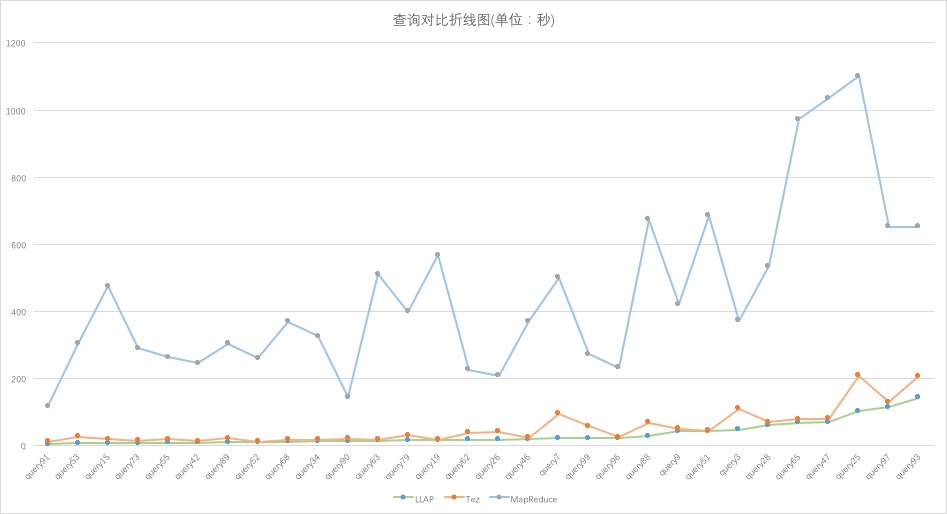 查询对比折线图(单位：秒)
1200
1000
800
600
400
200
0
query91 query53 query15 query73 query55 query42 query89 query52 query68 query34 query90 query63 query79 query19 query62 query26 query46 query7 query99 query96 query88 query9 query51 query3 query28 query65 query47 query25 query97 query93
LLAP Tez MapReduce